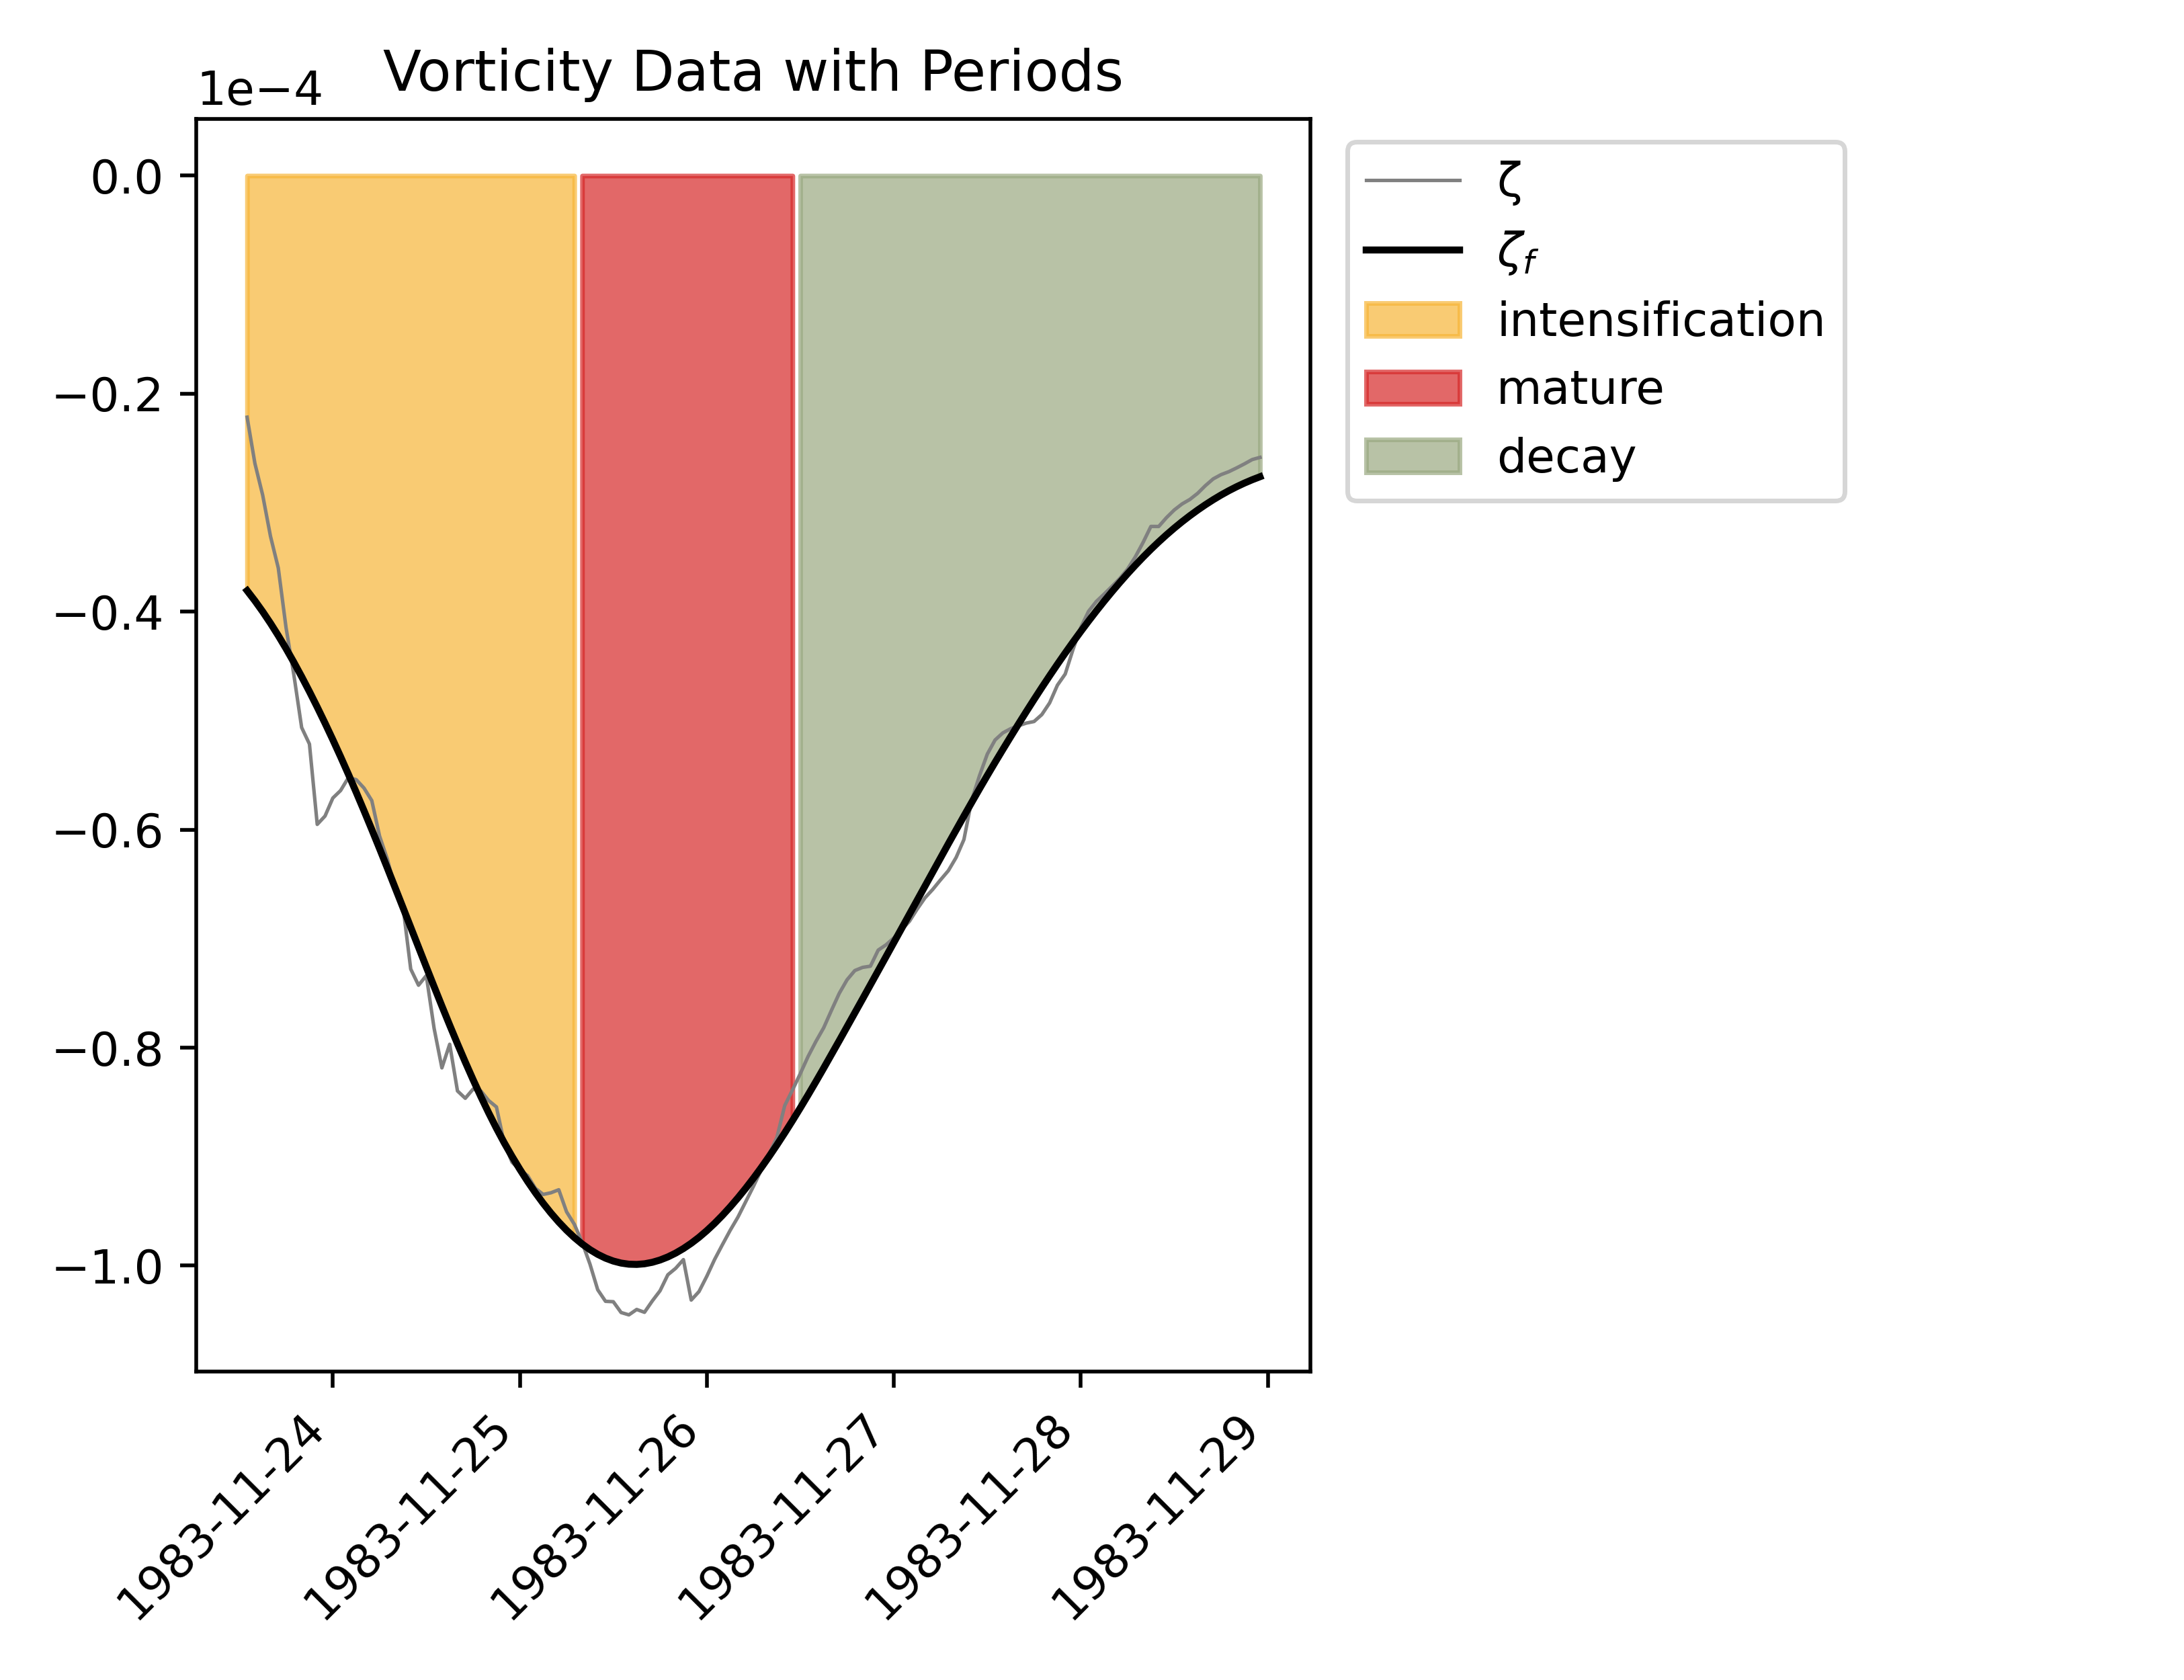 Vorticity Data with Periods
1e−4
0.0
−0.2
−0.4
−0.6
−0.8
−1.0
1983-11-24
1983-11-25
1983-11-26
1983-11-27
1983-11-28
1983-11-29
ζ
ζf
intensification
mature
decay